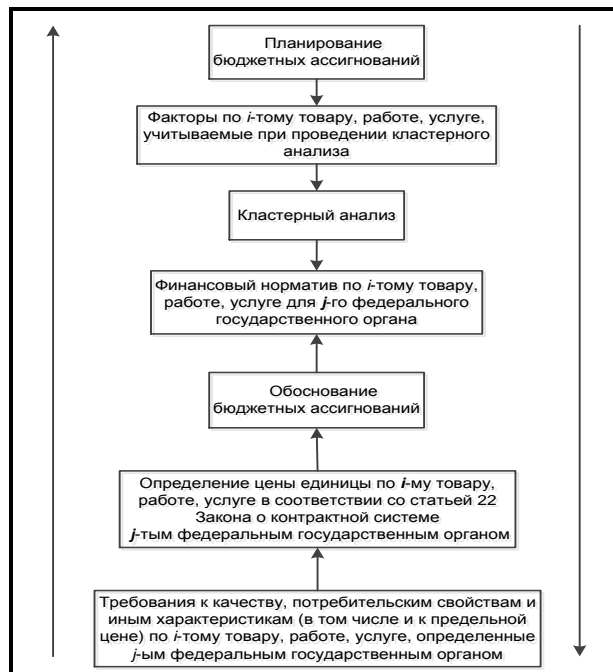 Планирование
бюджетных ассигнований
Факторы по i-тому товару, работе, услуге,
учитываемые при проведении кластерного
анализа
Кластерный анализ
Финансовый норматив по i-тому товару,
работе, услуге для j-го федерального
государственного органа
Обоснование
бюджетных ассигнований
Определение цены единицы по i-му товару,
работе, услуге в соответствии со статьей 22
Закона о контрактной системе
j-тым федеральным государственным органом
Требования к качеству, потребительским свойствам и
иным характеристикам (в том числе и к предельной
цене) по i-тому товару, работе, услуге, определенные
j-ым федеральным государственным органом